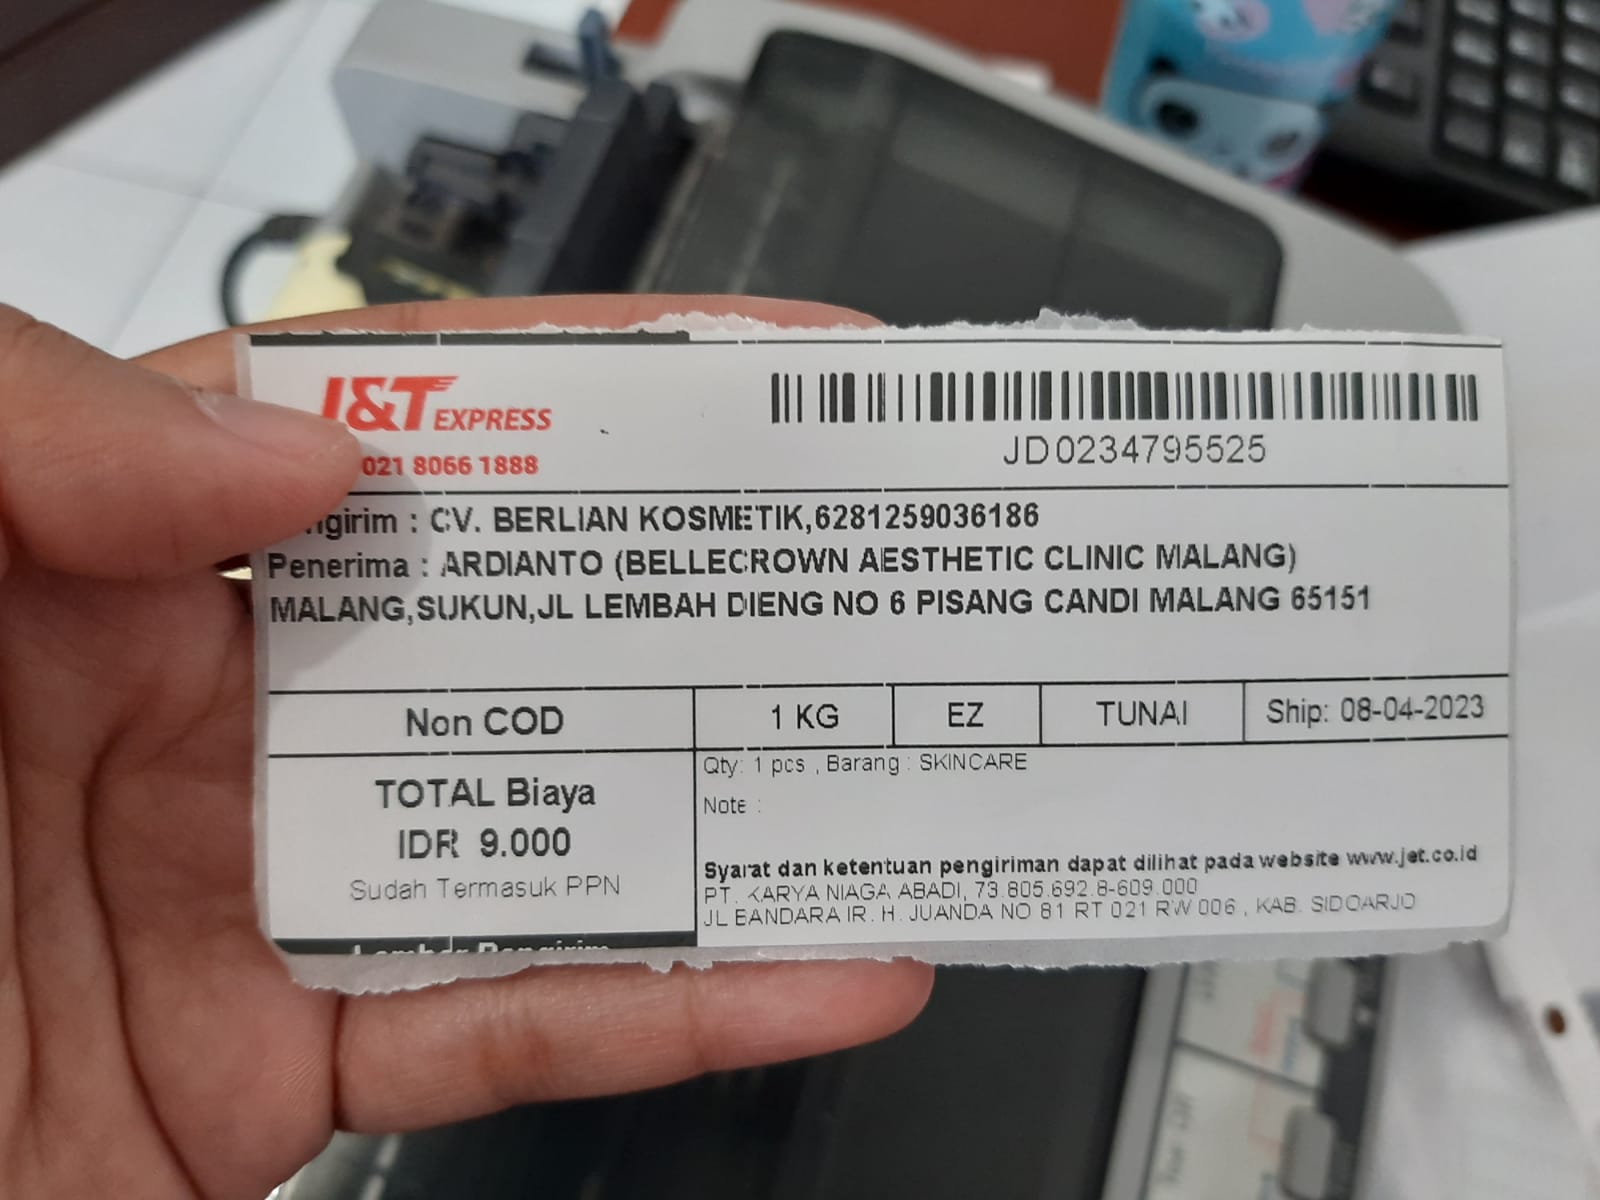 J&T EXPRESS
021 8066 1888
JD0234795525
ngirim : CV. BERLIAN KOSMETIK,6281259036186
Penerima : ARDIANTO (BELLECROWN AESTHETIC CLINIC MALANG)
MALANG,SUKUN,JL LEMBAH DIENG NO 6 PISANG CANDI MALANG 65151
Non COD
1 KG
EZ
TUNAI
Ship: 08-04-2023
TOTAL Biaya
IDR 9.000
Sudah Termasuk PPN
Qty: 1 pcs , Barang : SKINCARE
Note :
Syarat dan ketentuan pengiriman dapat dilihat pada website www.jet.co.id
PT. KARYA NIAGA ABADI, 73.805.692.8-609.000
JL BANDARA IR. H. JUANDA NO 81 RT 021 RW 006 , KAB. SIDOARJO
Lembar Pengirim